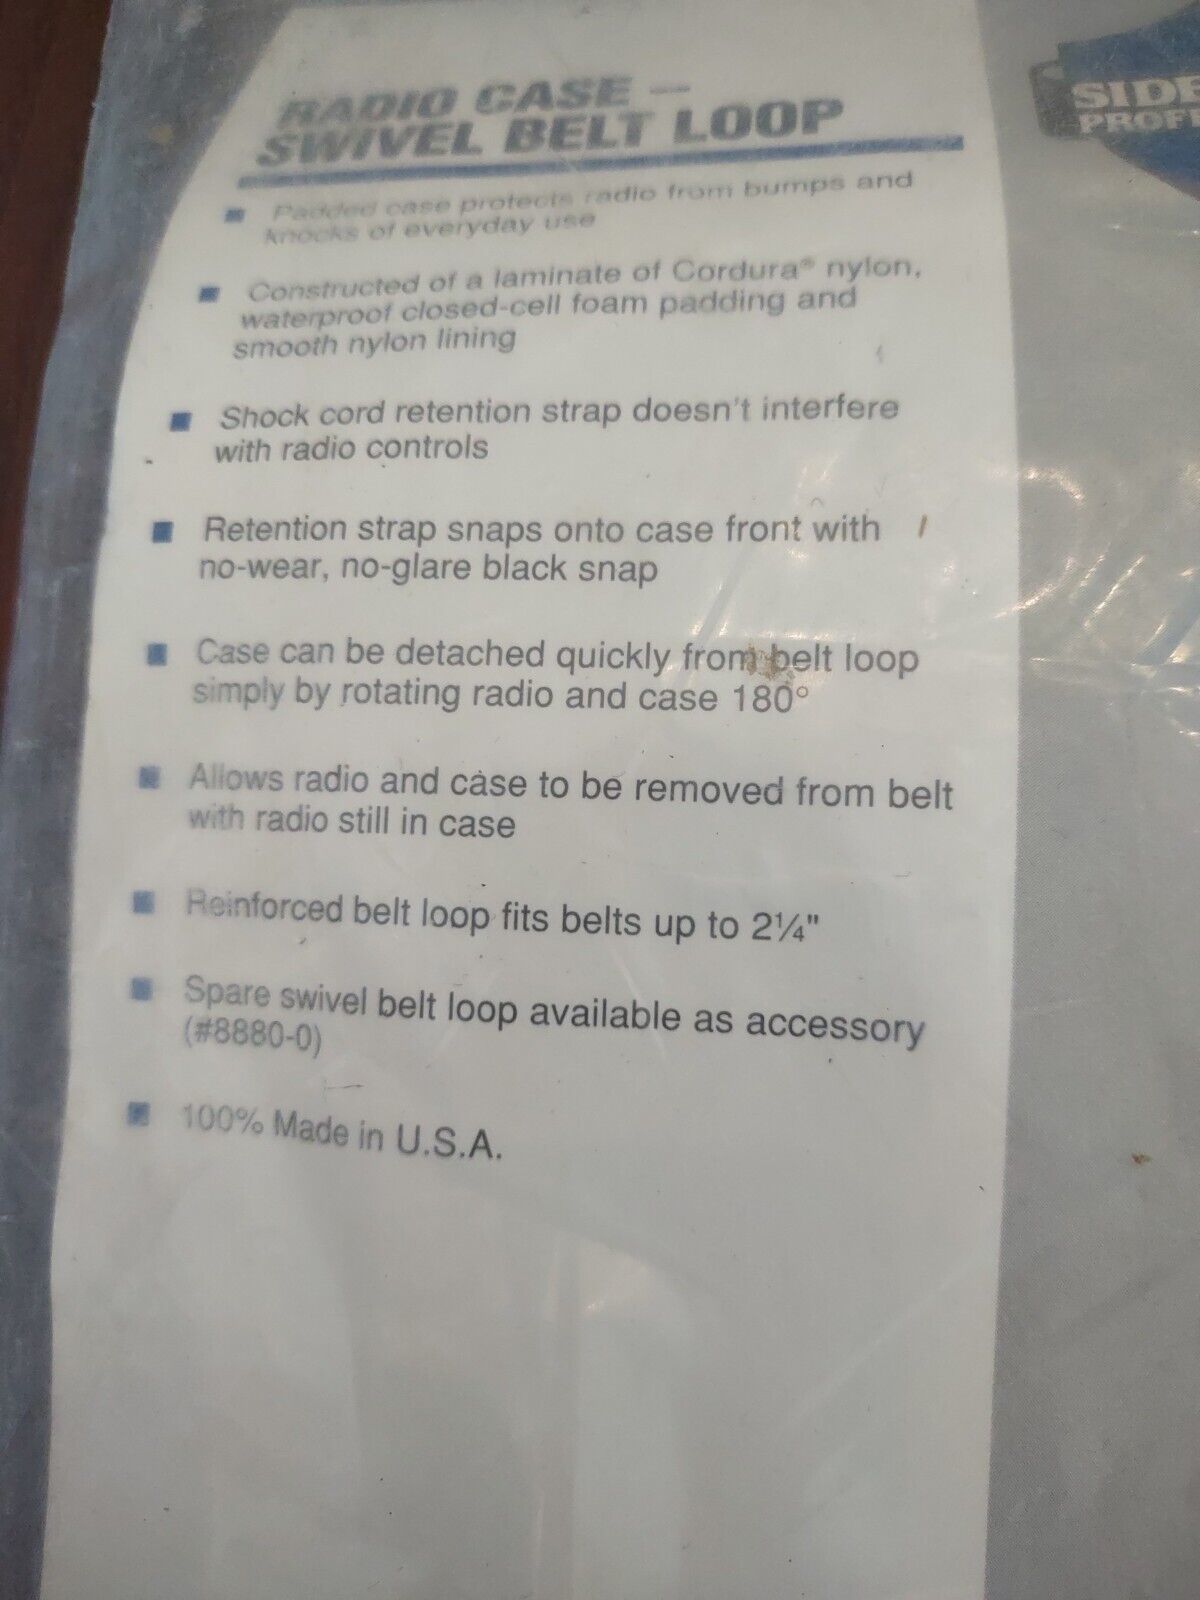 RADIO CASE –
SWIVEL BELT LOOP
SIDE
PROF
■ Padded case protects radio from bumps and
knocks of everyday use
■ Constructed of a laminate of Cordura® nylon,
waterproof closed-cell foam padding and
smooth nylon lining
■ Shock cord retention strap doesn't interfere
with radio controls
■ Retention strap snaps onto case front with
no-wear, no-glare black snap
■ Case can be detached quickly from belt loop
simply by rotating radio and case 180°
■ Allows radio and case to be removed from belt
with radio still in case
■ Reinforced belt loop fits belts up to 2¼"
■ Spare swivel belt loop available as accessory
(#8880-0)
■ 100% Made in U.S.A.